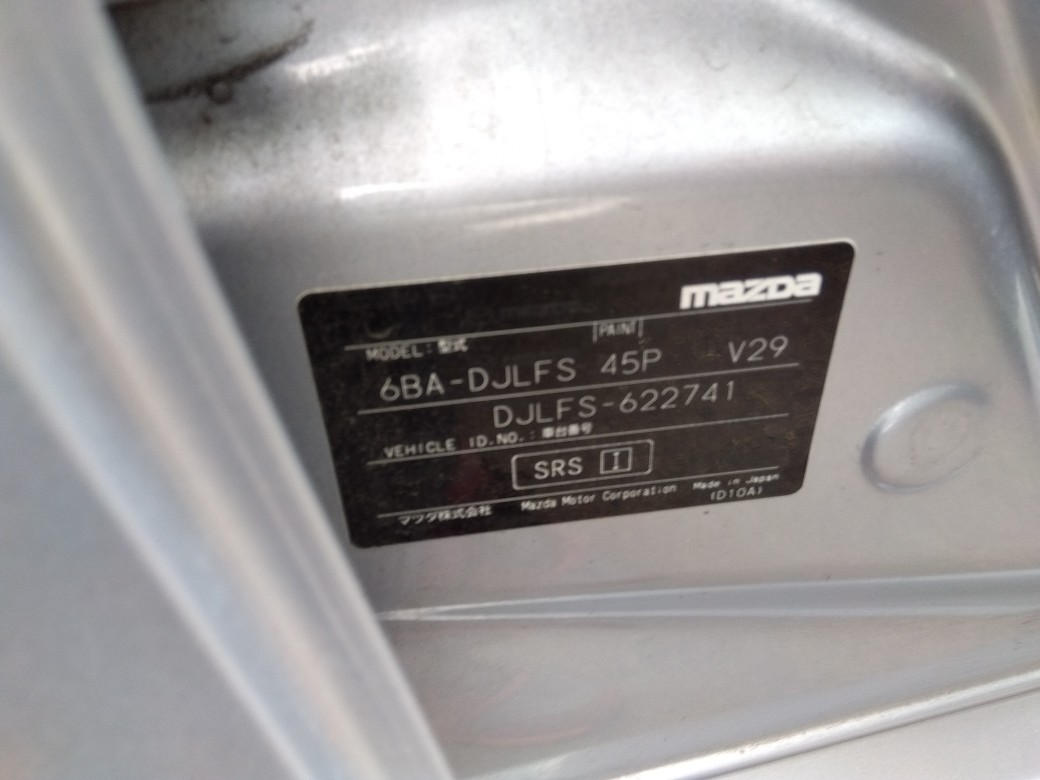 mazda
MODEL : 型式 PAINT
6BA-DJLFS 45P V29
DJLFS-622741
VEHICLE ID.NO. : 車台番号
SRS I
マツダ株式会社 Mazda Motor Corporation Made in Japan
(D10A)